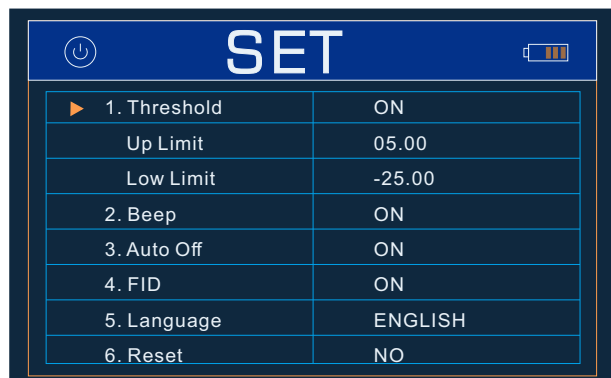 SET
1. Threshold ON
Up Limit 05.00
Low Limit -25.00
2. Beep ON
3. Auto Off ON
4. FID ON
5. Language ENGLISH
6. Reset NO